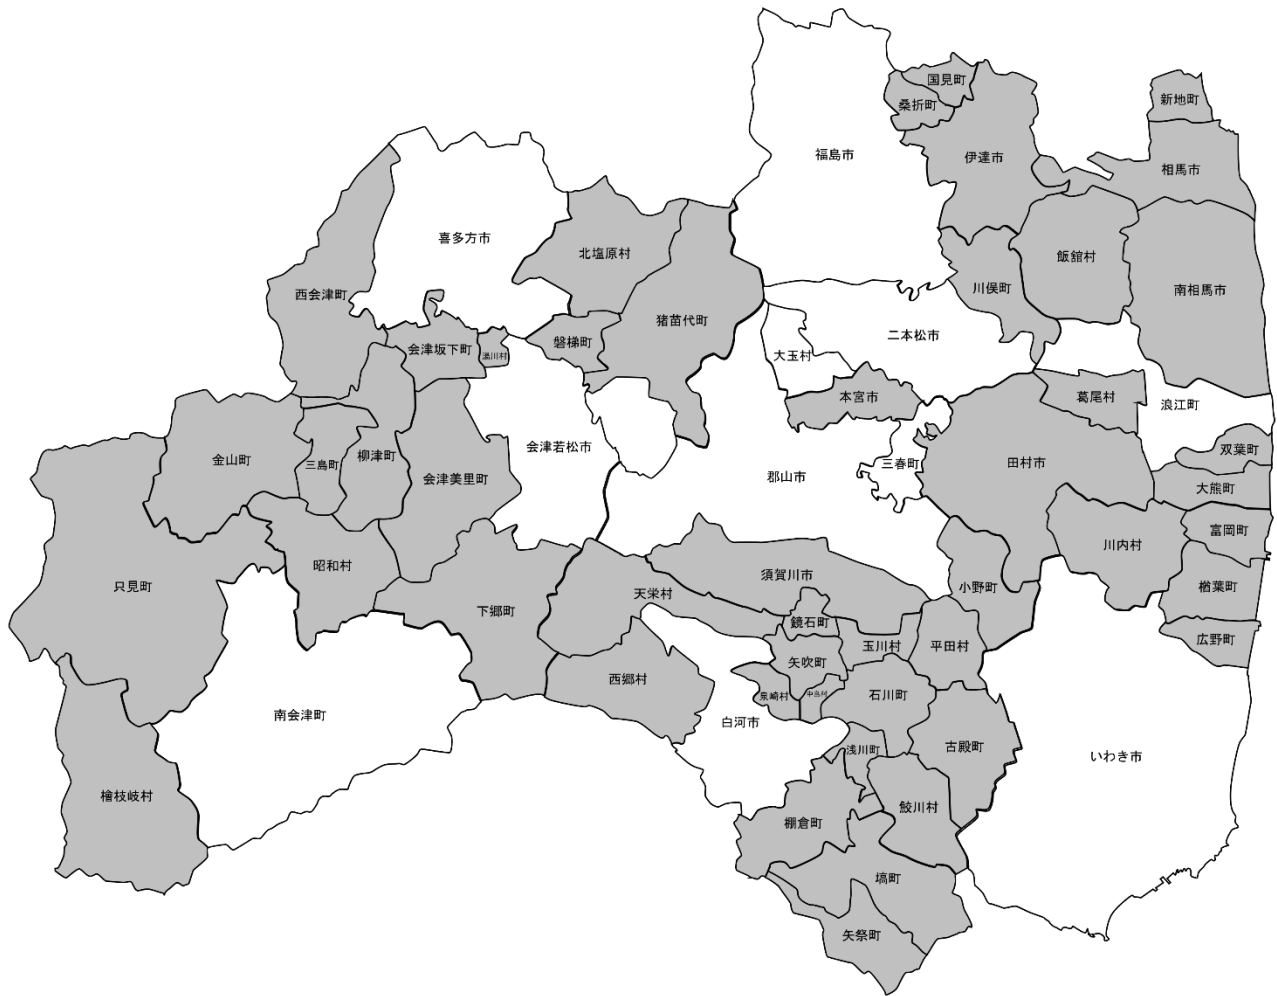 国見町
桑折町
新地町
福島市
伊達市
相馬市
喜多方市
北塩原村
飯舘村
西会津町
川俣町
南相馬市
猪苗代町
二本松市
会津坂下町
湯川村
磐梯町
大玉村
本宮市
葛尾村
浪江町
会津若松市
双葉町
金山町
三島町
柳津町
会津美里町
郡山市
三春町
田村市
大熊町
富岡町
川内村
昭和村
只見町
須賀川市
小野町
楢葉町
天栄村
下郷町
鏡石町
広野町
玉川村
平田村
矢吹町
西郷村
泉崎村
中島村
石川町
南会津町
白河市
浅川町
古殿町
いわき市
檜枝岐村
鮫川村
棚倉町
塙町
矢祭町